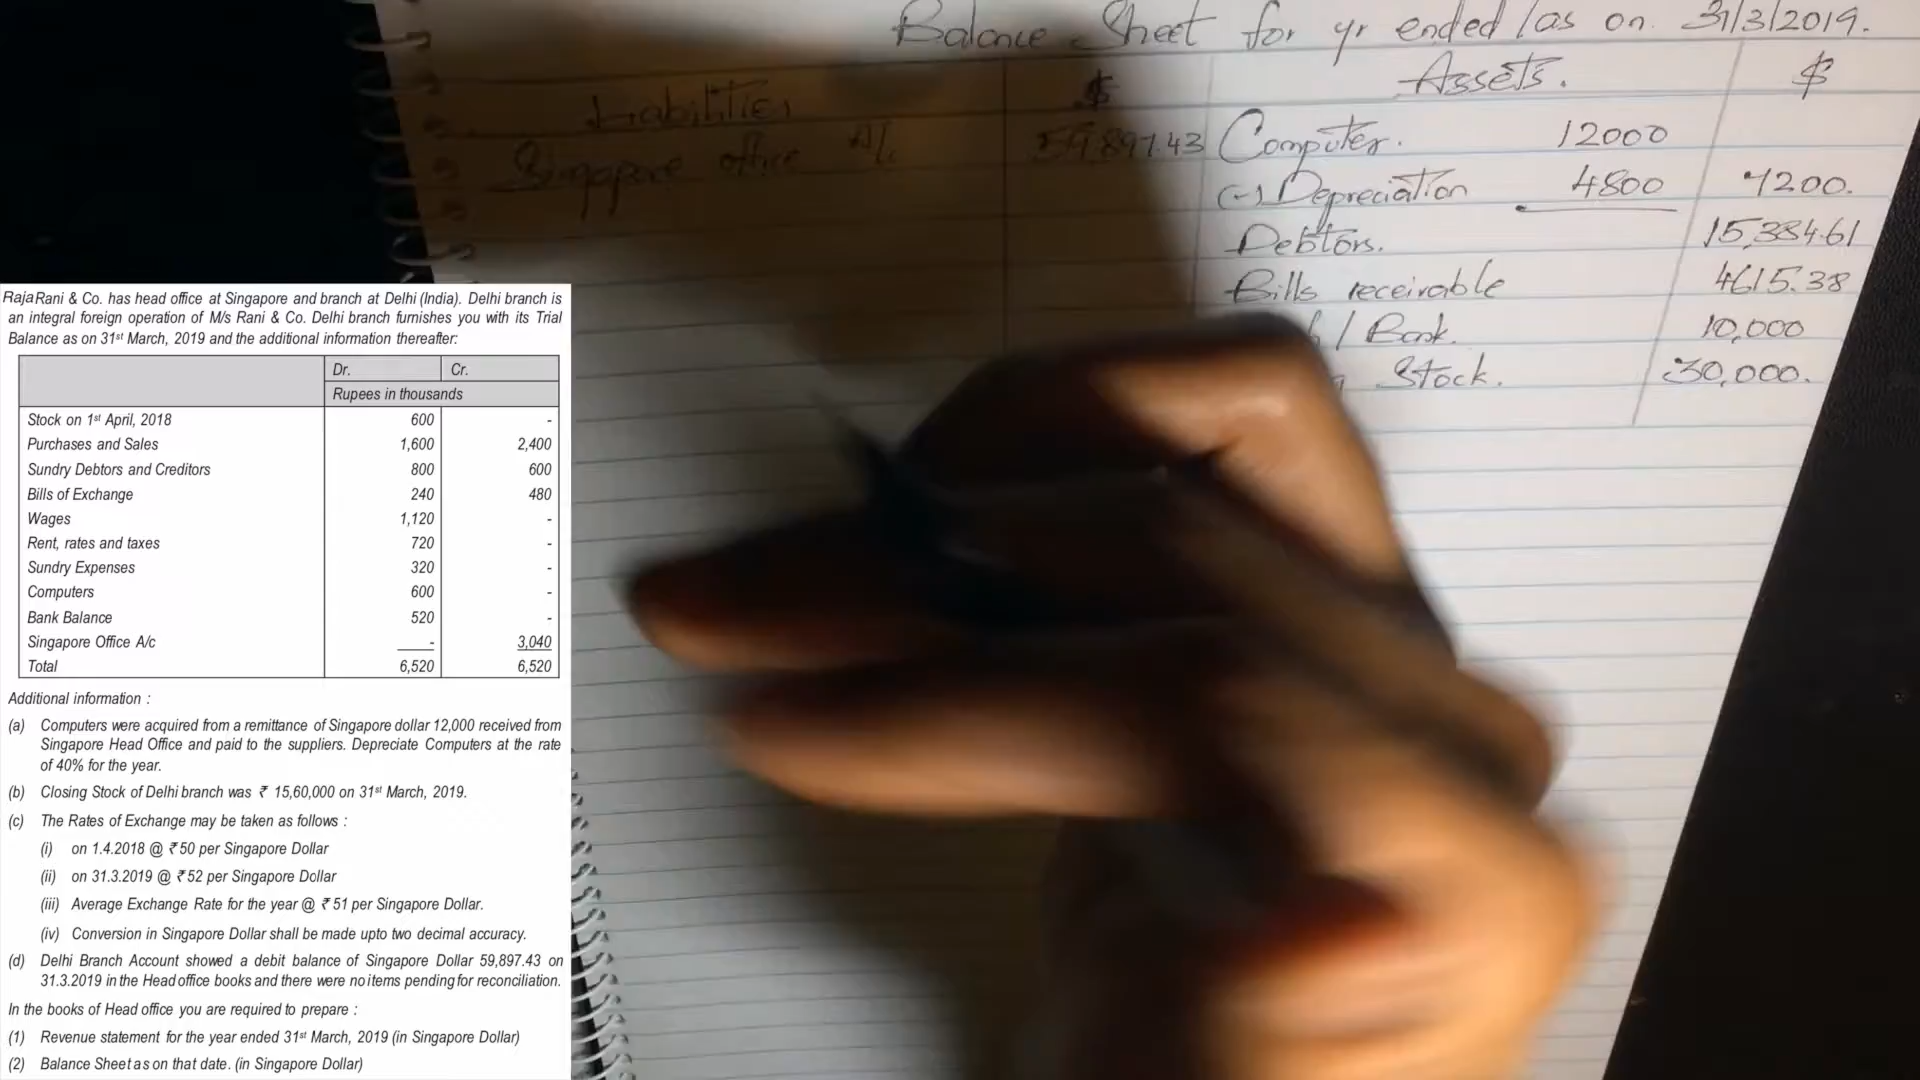 Balance Sheet for yr ended /as on 31/3/2019.
Liabilities $ Assets. $
Singapore office A/c 59,897.43 Computer. 12000
(-) Depreciation 4800 7200.
Debtors. 15,384.61
Bills receivable 4615.38
/ Bank. 10,000
Stock. 30,000.
Raja Rani & Co. has head office at Singapore and branch at Delhi (India). Delhi branch is
an integral foreign operation of M/s Rani & Co. Delhi branch furnishes you with its Trial
Balance as on 31st March, 2019 and the additional information thereafter:
Dr. Cr.
Rupees in thousands
Stock on 1st April, 2018 600 -
Purchases and Sales 1,600 2,400
Sundry Debtors and Creditors 800 600
Bills of Exchange 240 480
Wages 1,120 -
Rent, rates and taxes 720 -
Sundry Expenses 320 -
Computers 600 -
Bank Balance 520 -
Singapore Office A/c - 3,040
Total 6,520 6,520
Additional information :
(a) Computers were acquired from a remittance of Singapore dollar 12,000 received from
Singapore Head Office and paid to the suppliers. Depreciate Computers at the rate
of 40% for the year.
(b) Closing Stock of Delhi branch was ₹ 15,60,000 on 31st March, 2019.
(c) The Rates of Exchange may be taken as follows :
(i) on 1.4.2018 @ ₹ 50 per Singapore Dollar
(ii) on 31.3.2019 @ ₹ 52 per Singapore Dollar
(iii) Average Exchange Rate for the year @ ₹ 51 per Singapore Dollar.
(iv) Conversion in Singapore Dollar shall be made upto two decimal accuracy.
(d) Delhi Branch Account showed a debit balance of Singapore Dollar 59,897.43 on
31.3.2019 in the Head office books and there were no items pending for reconciliation.
In the books of Head office you are required to prepare :
(1) Revenue statement for the year ended 31st March, 2019 (in Singapore Dollar)
(2) Balance Sheet as on that date. (in Singapore Dollar)